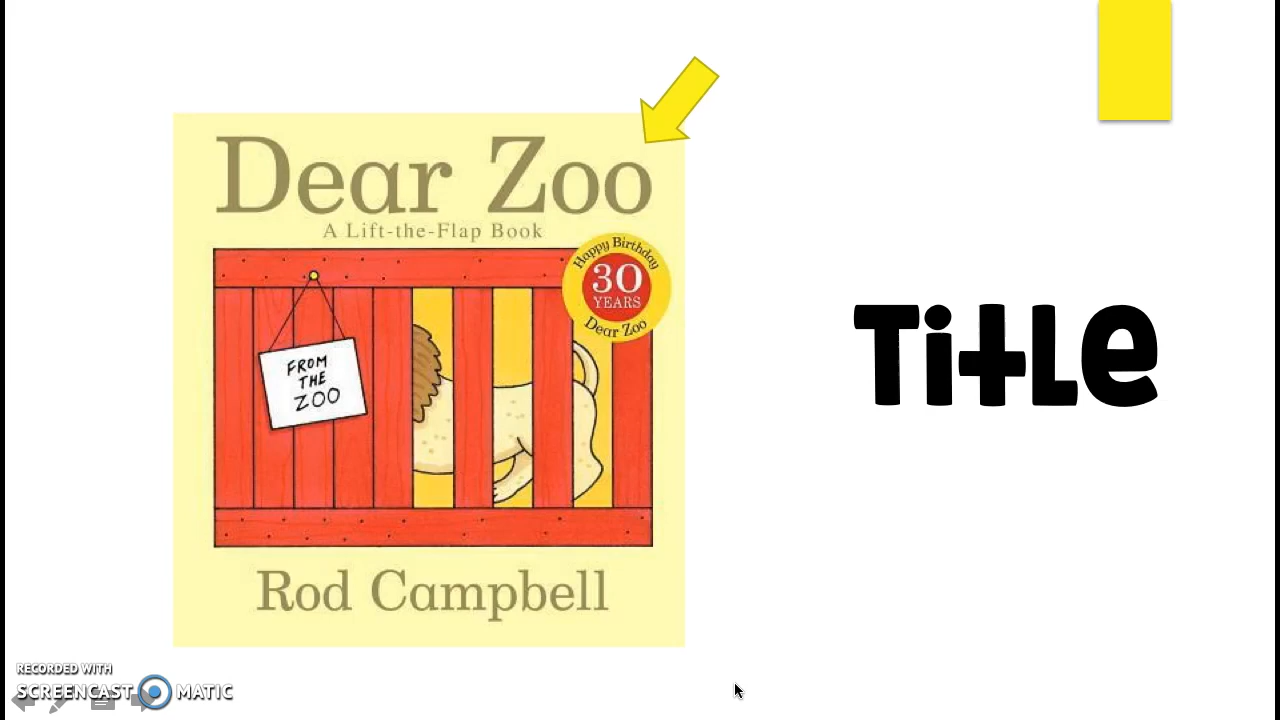 Dear Zoo
A Lift-the-Flap Book
Happy Birthday
30
YEARS
Dear Zoo
FROM
THE
ZOO
Rod Campbell
Title
RECORDED WITH
SCREENCAST MATIC